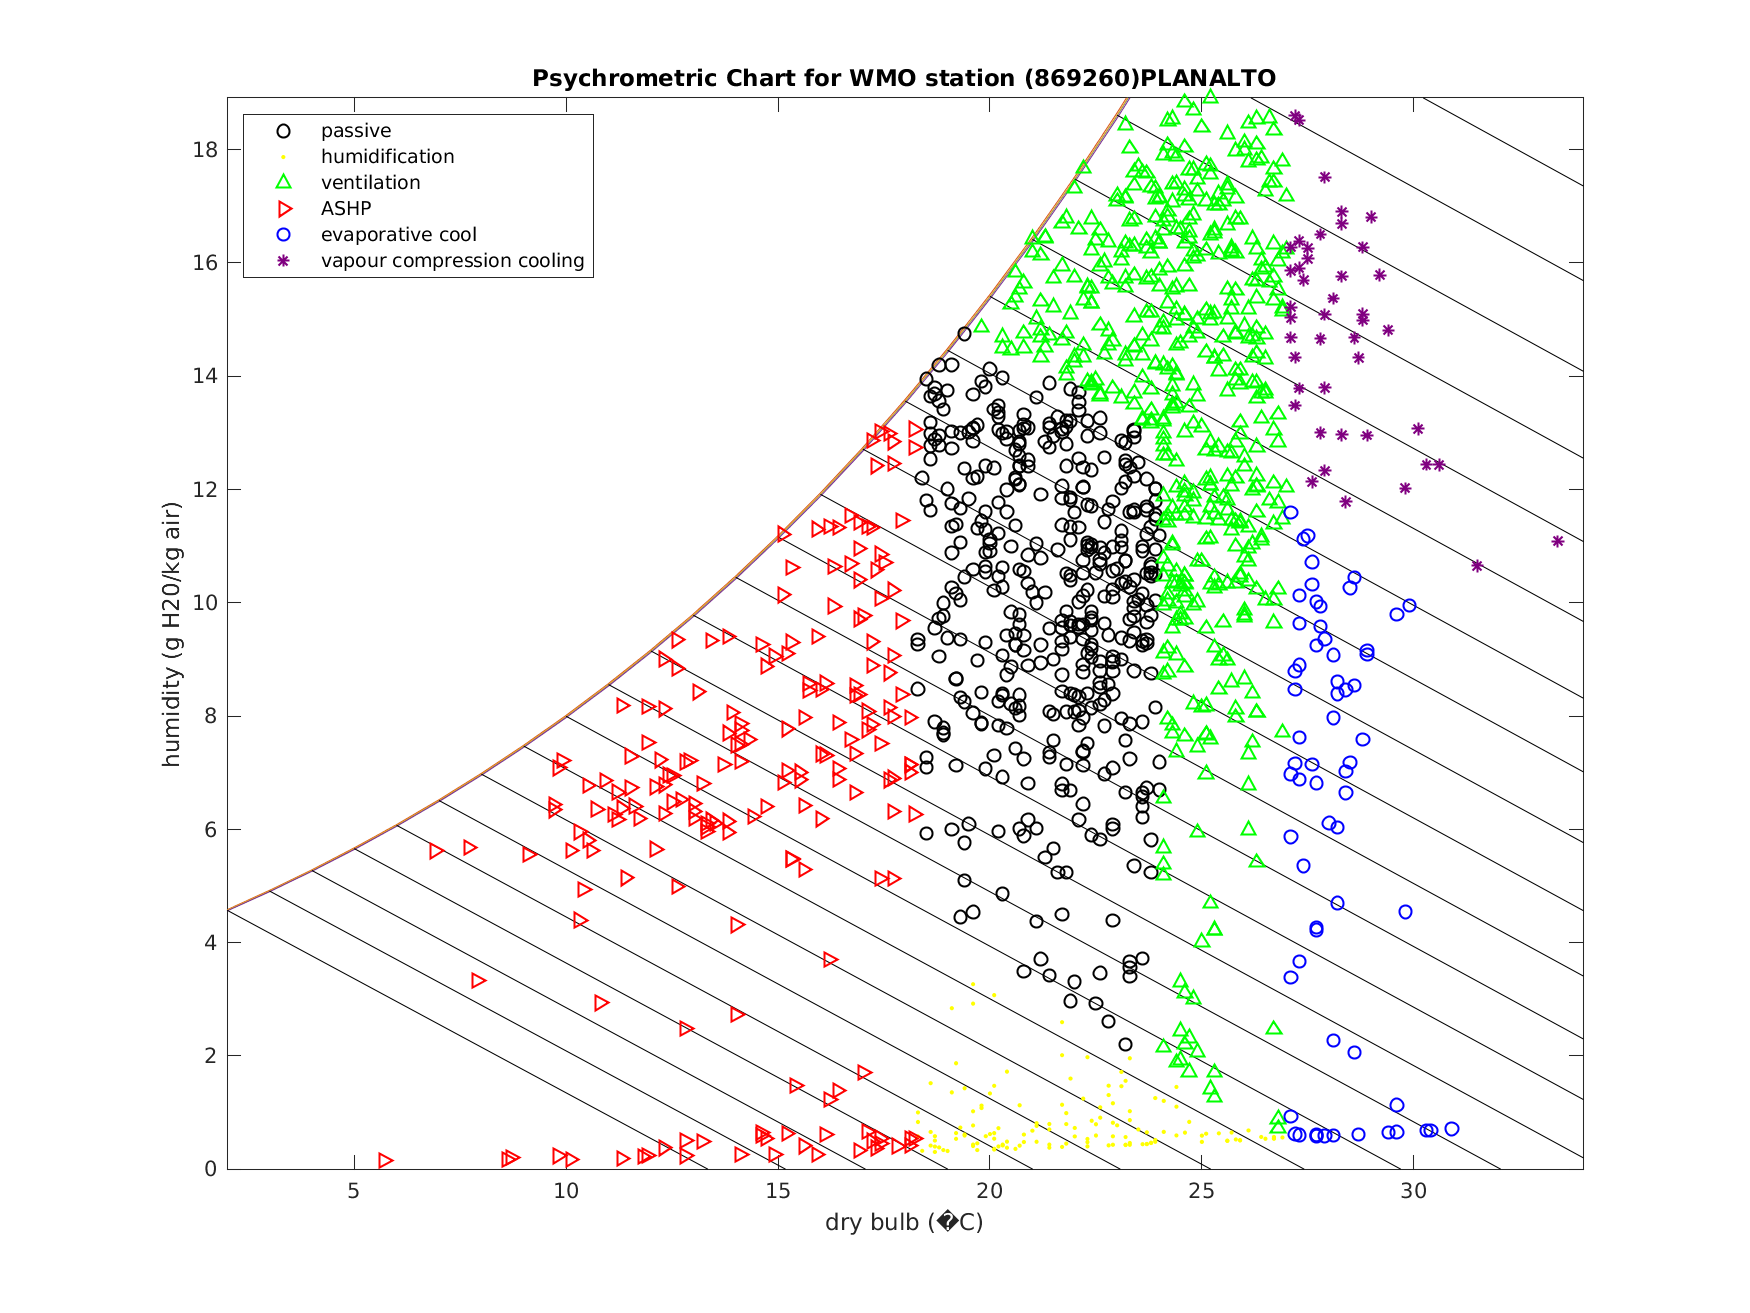 Psychrometric Chart for WMO station (869260)PLANALTO
passive
humidification
ventilation
ASHP
evaporative cool
vapour compression cooling
18
16
14
12
10
8
6
4
2
0
humidity (g H20/kg air)
5
10
15
20
25
30
dry bulb (�C)